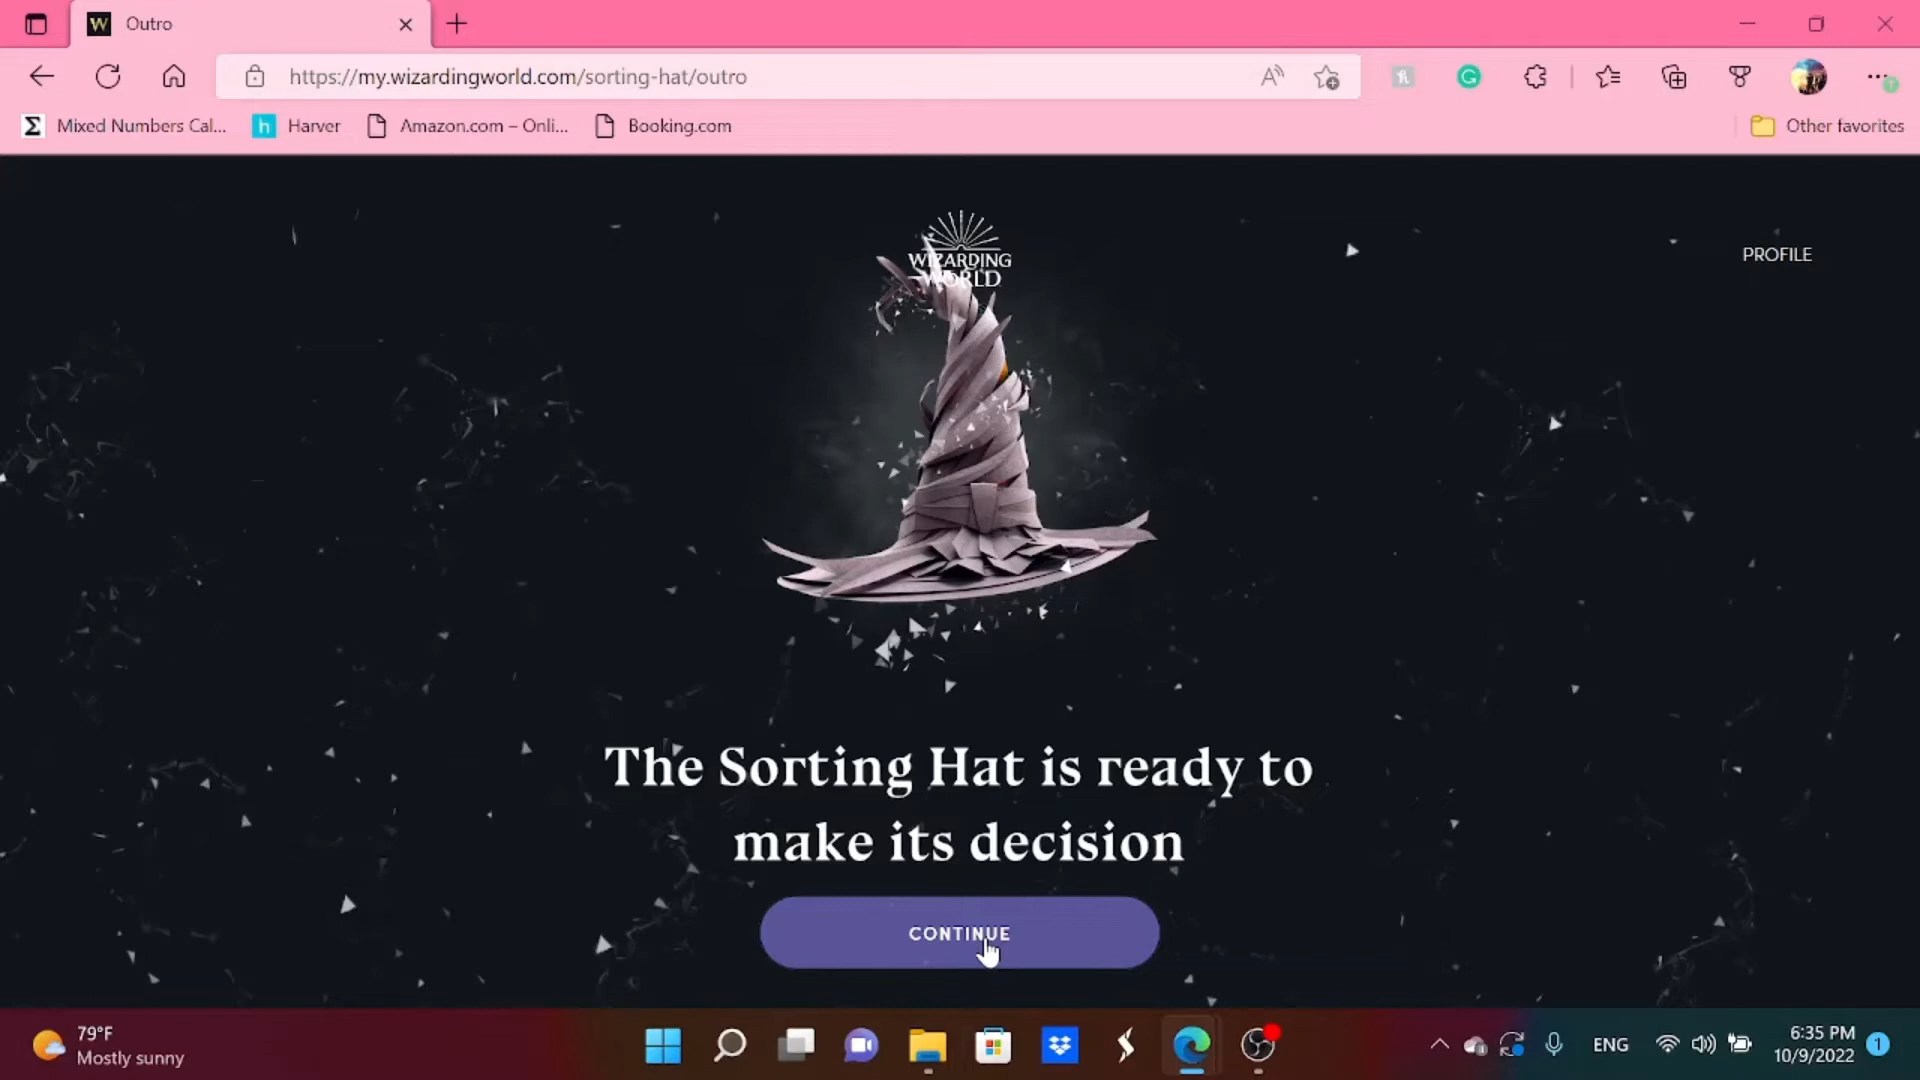 W Outro
https://my.wizardingworld.com/sorting-hat/outro
Mixed Numbers Cal...
h Harver
Amazon.com – Onli...
Booking.com
Other favorites
WIZARDING
WORLD
PROFILE
The Sorting Hat is ready to
make its decision
CONTINUE
79°F
Mostly sunny
ENG
6:35 PM
10/9/2022
1